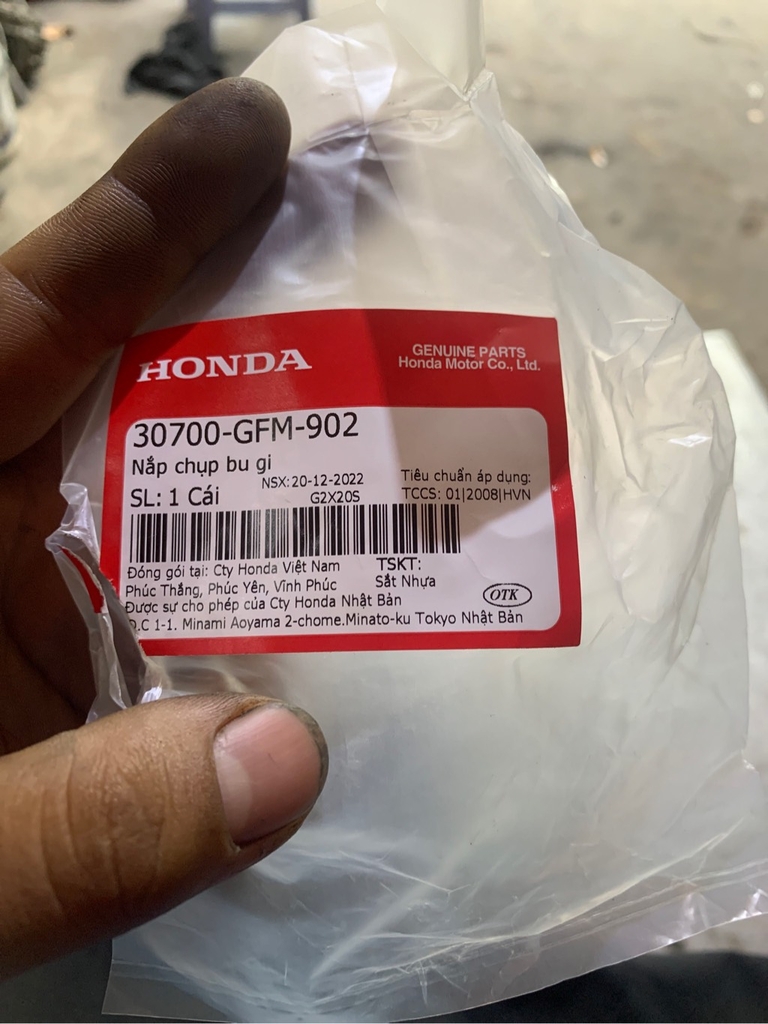 HONDA
GENUINE PARTS
Honda Motor Co., Ltd.
30700-GFM-902
Nắp chụp bu gi
NSX:20-12-2022
Tiêu chuẩn áp dụng:
SL: 1 Cái
G2X20S
TCCS: 01|2008|HVN
Đóng gói tại: Cty Honda Việt Nam
TSKT:
Phúc Thắng, Phúc Yên, Vĩnh Phúc
Sắt Nhựa
Được sự cho phép của Cty Honda Nhật Bản
OTK
Đ.C 1-1. Minami Aoyama 2-chome.Minato-ku Tokyo Nhật Bản